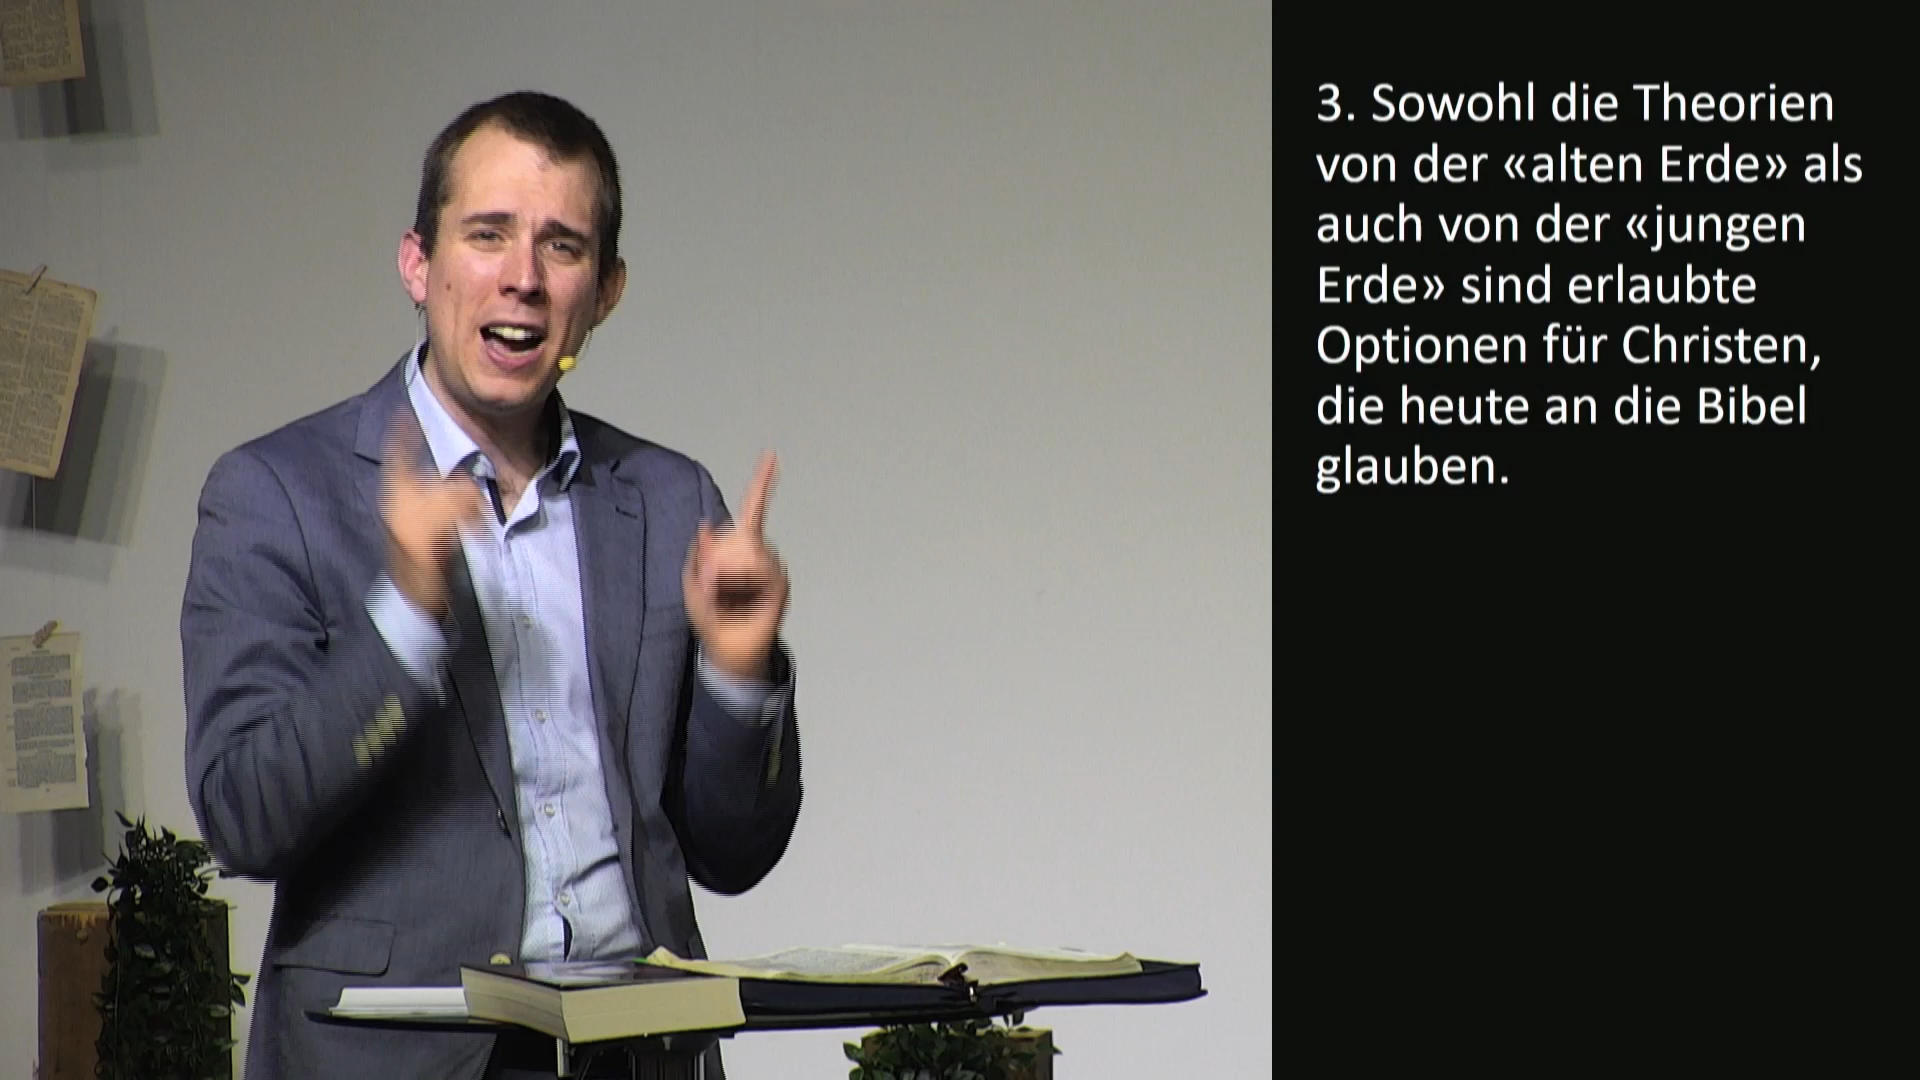 3. Sowohl die Theorien
von der «alten Erde» als
auch von der «jungen
Erde» sind erlaubte
Optionen für Christen,
die heute an die Bibel
glauben.